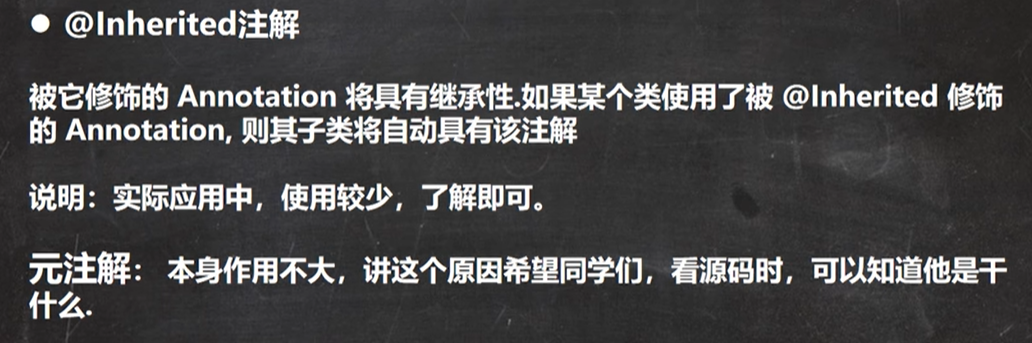 ● @Inherited注解
被它修饰的 Annotation 将具有继承性.如果某个类使用了被 @Inherited 修饰
的 Annotation, 则其子类将自动具有该注解
说明：实际应用中，使用较少，了解即可。
元注解： 本身作用不大，讲这个原因希望同学们，看源码时，可以知道他是干
什么.